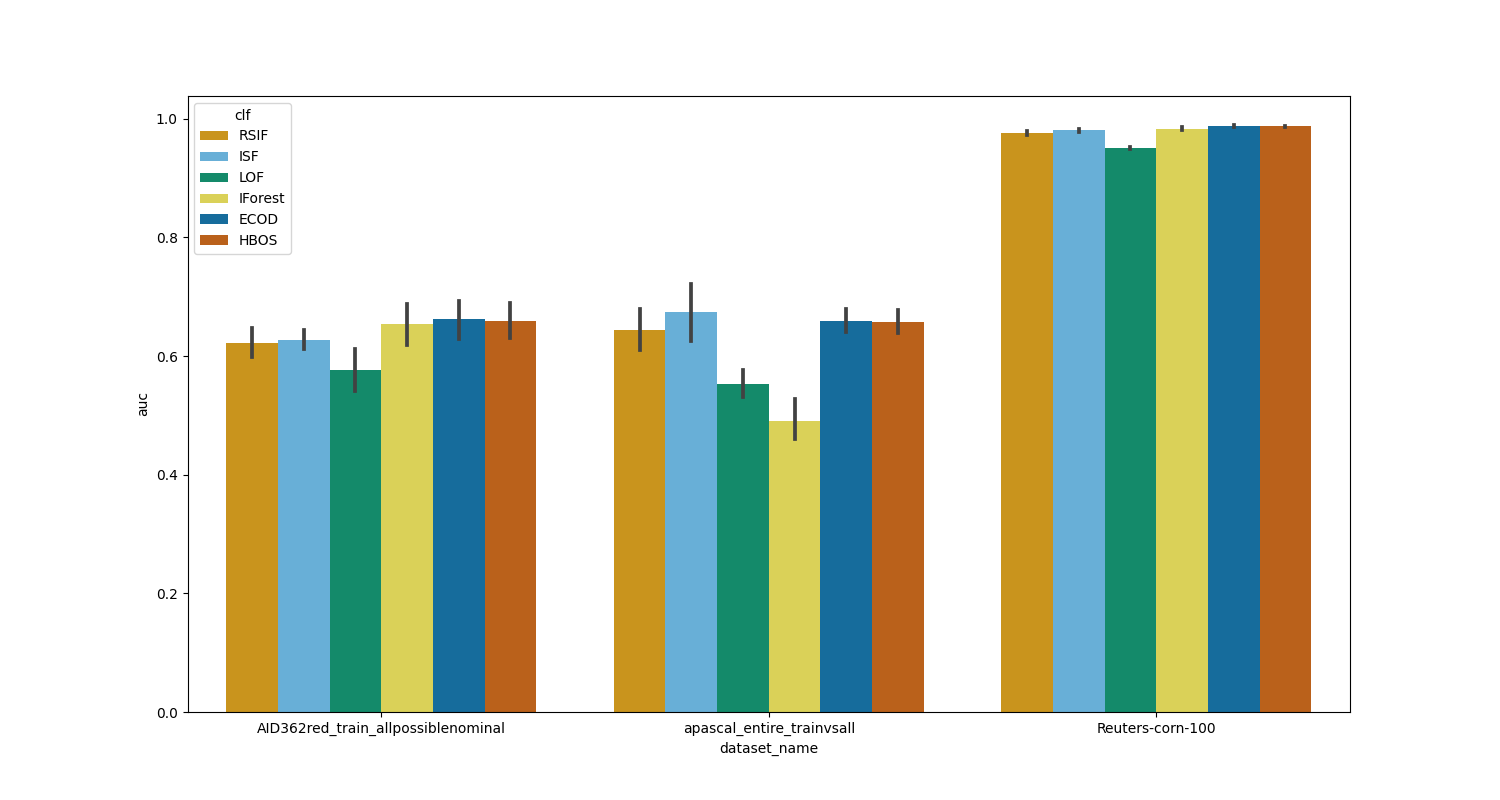 clf
RSIF
ISF
LOF
IForest
ECOD
HBOS
1.0
0.8
0.6
0.4
0.2
0.0
auc
AID362red_train_allpossiblenominal
apascal_entire_trainvsall
Reuters-corn-100
dataset_name